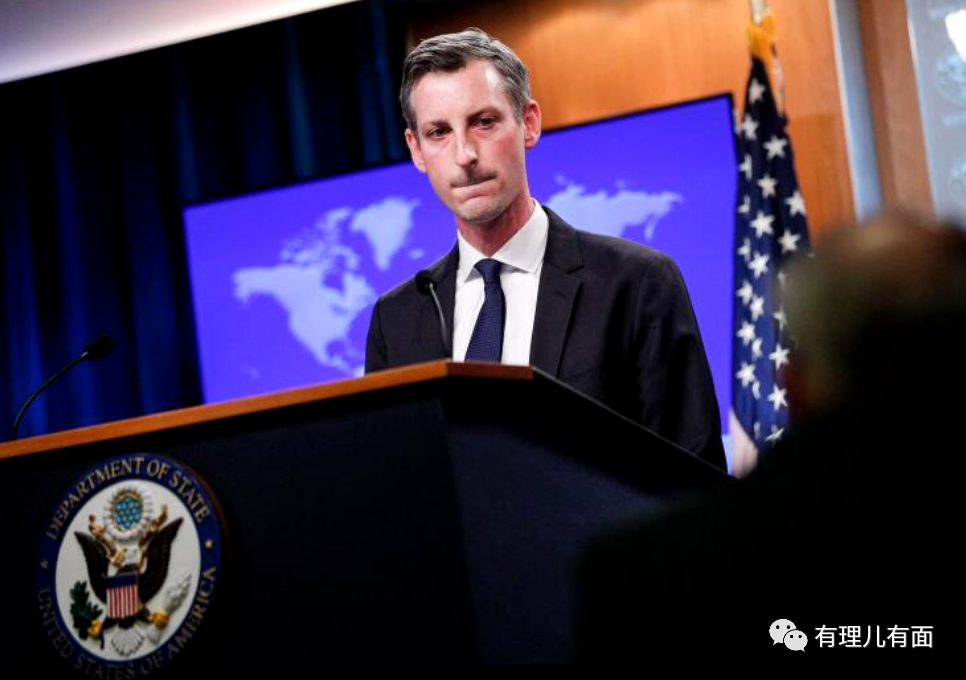 DEPARTMENT OF STATE
UNITED STATES OF AMERICA
有理儿有面